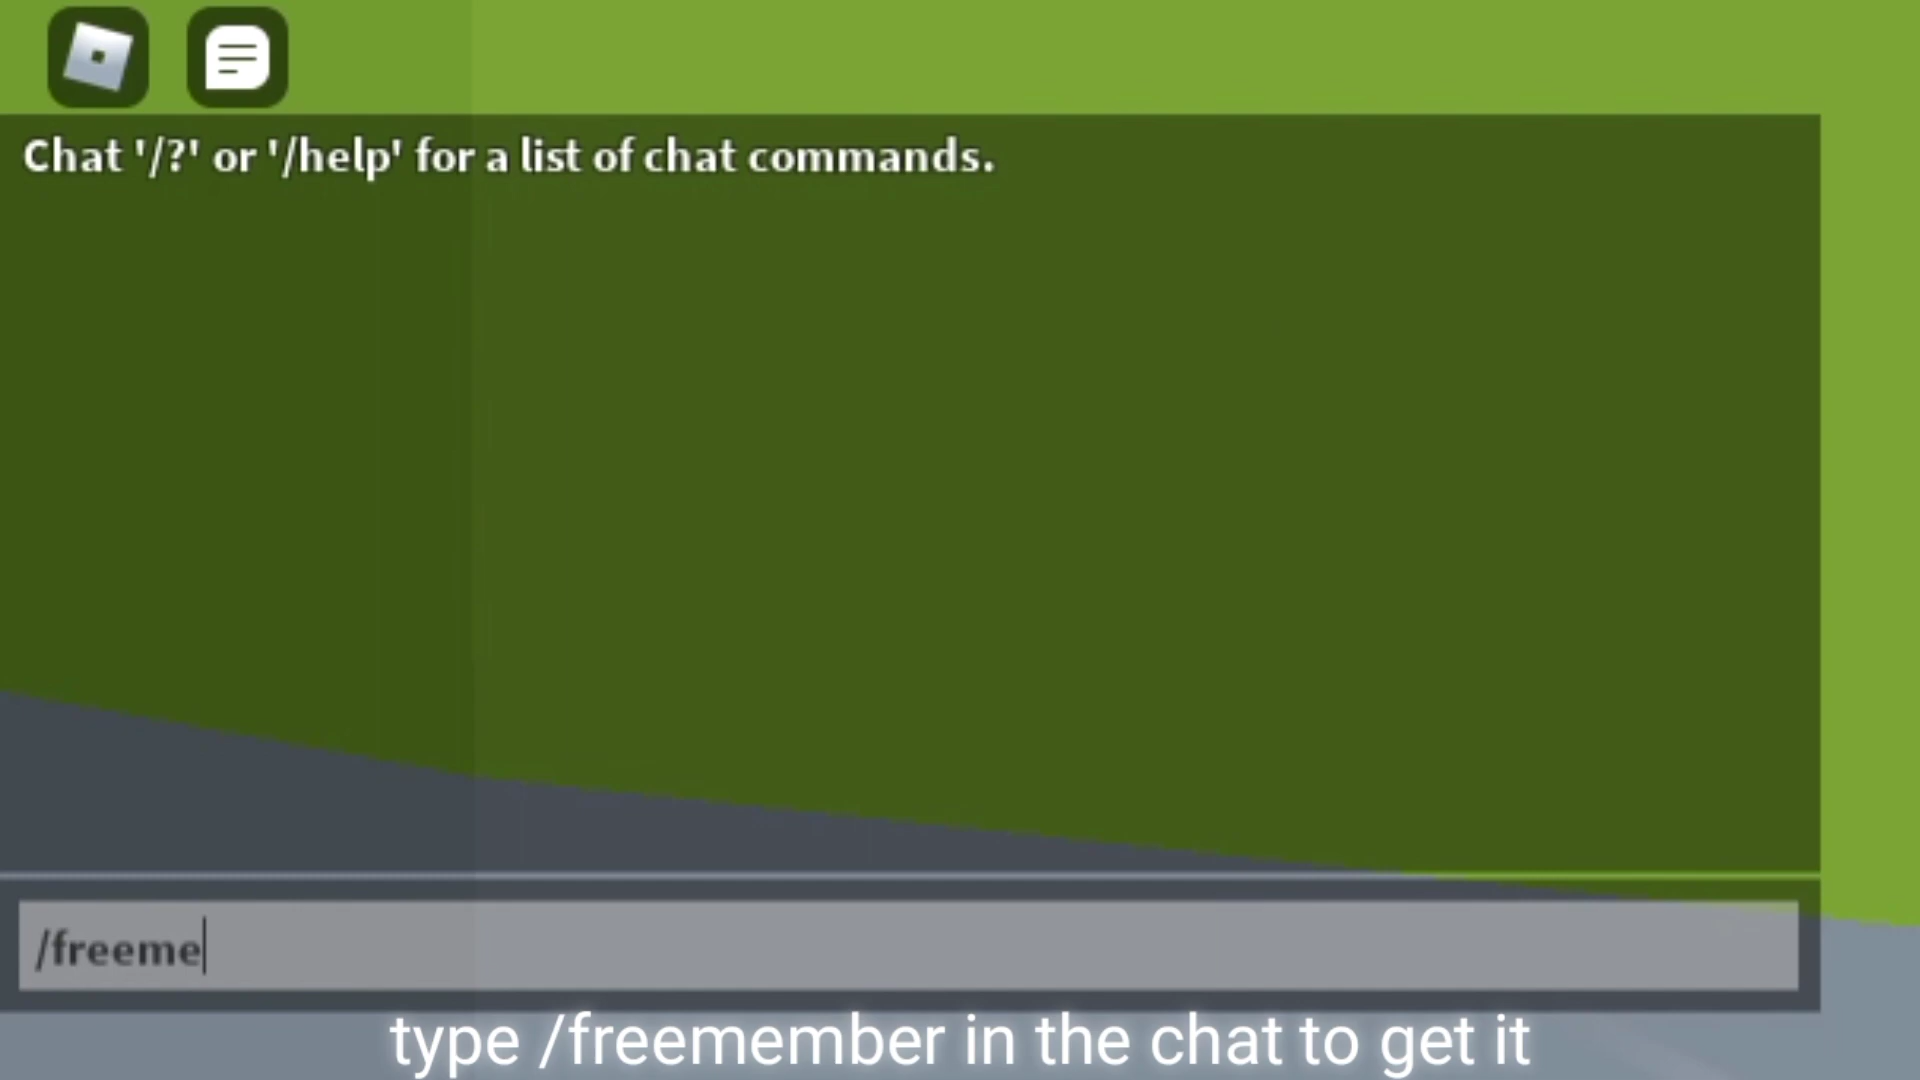 Chat '/?' or '/help' for a list of chat commands.
/freeme
type /freemember in the chat to get it